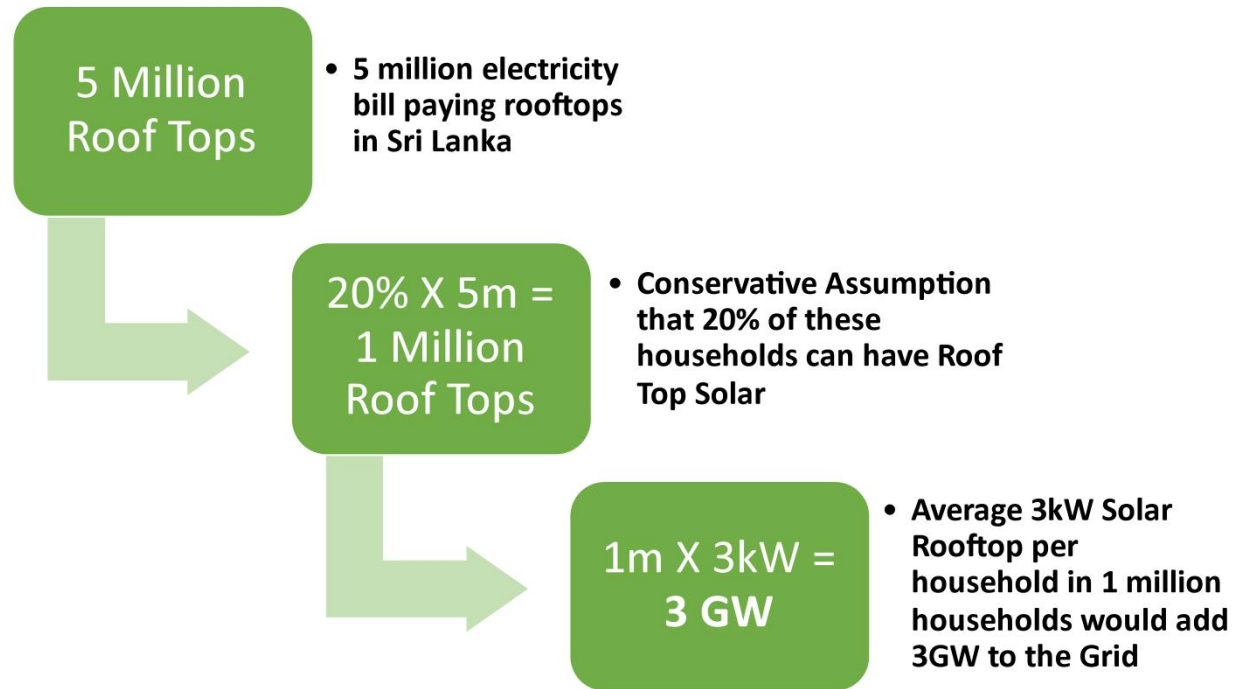 5 Million
Roof Tops
• 5 million electricity
bill paying rooftops
in Sri Lanka
20% X 5m =
1 Million
Roof Tops
• Conservative Assumption
that 20% of these
households can have Roof
Top Solar
1m X 3kW =
3 GW
• Average 3kW Solar
Rooftop per
household in 1 million
households would add
3GW to the Grid